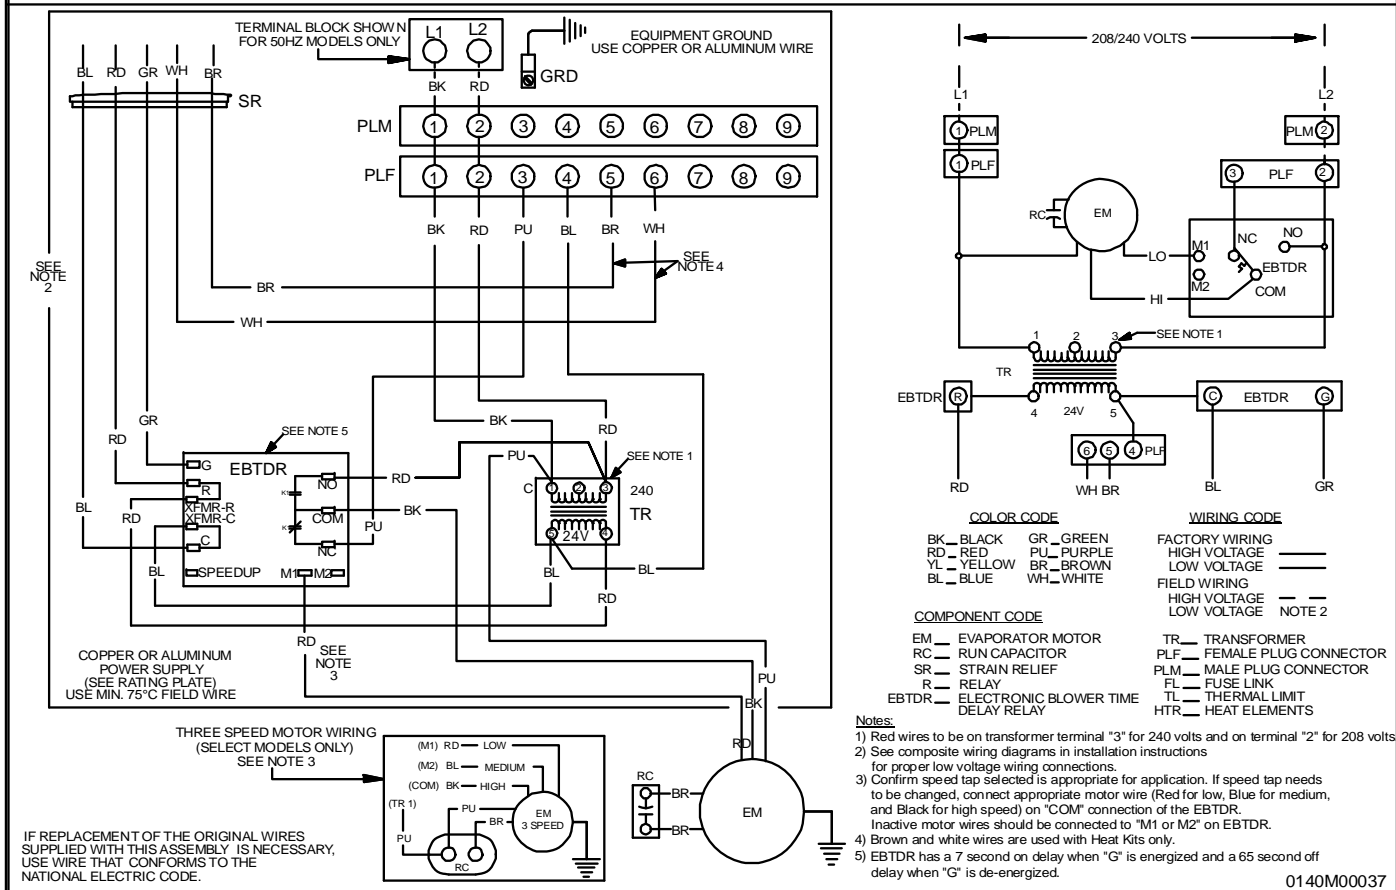 TERMINAL BLOCK SHOWN
FOR 50HZ MODELS ONLY
L1 L2
EQUIPMENT GROUND
USE COPPER OR ALUMINUM WIRE
GRD
BL RD GR WH BR
SR
BK RD
PLM 1 2 3 4 5 6 7 8 9
PLF 1 2 3 4 5 6 7 8 9
BK RD PU BL BR WH
SEE
NOTE
2
SEE
NOTE 4
BR
WH
GR
RD
BK
RD
SEE NOTE 5
PU
SEE NOTE 1
EBTDR
G
R
XFMR-R
XFMR-C
C
SPEEDUP
M1 M2
NO
COM
NC
K1
RD
BK
PU
C 1 2 3 240
TR
5 24V 4
BL
RD
BL
BL
BL
RD
RD
SEE
NOTE
3
COPPER OR ALUMINUM
POWER SUPPLY
(SEE RATING PLATE)
USE MIN. 75°C FIELD WIRE
PU
BK
RD
THREE SPEED MOTOR WIRING
(SELECT MODELS ONLY)
SEE NOTE 3
(M1) RD LOW
(M2) BL MEDIUM
(COM) BK HIGH
(TR 1)
PU
PU
BR
EM
3 SPEED
RC
RC
BR
BR
EM
IF REPLACEMENT OF THE ORIGINAL WIRES
SUPPLIED WITH THIS ASSEMBLY IS NECESSARY,
USE WIRE THAT CONFORMS TO THE
NATIONAL ELECTRIC CODE.
208/240 VOLTS
L1 L2
1 PLM
PLM 2
1 PLF
3 PLF 2
RC
EM
LO
HI
M1
M2
NC
NO
EBTDR
COM
1 2 3
SEE NOTE 1
TR
4 24V 5
EBTDR R
C EBTDR G
6 5 4 PLF
RD
WH BR
BL
GR
COLOR CODE
BK BLACK GR GREEN
RD RED PU PURPLE
YL YELLOW BR BROWN
BL BLUE WH WHITE
WIRING CODE
FACTORY WIRING
HIGH VOLTAGE
LOW VOLTAGE
FIELD WIRING
HIGH VOLTAGE
LOW VOLTAGE NOTE 2
COMPONENT CODE
EM EVAPORATOR MOTOR
RC RUN CAPACITOR
SR STRAIN RELIEF
R RELAY
EBTDR ELECTRONIC BLOWER TIME
DELAY RELAY
TR TRANSFORMER
PLF FEMALE PLUG CONNECTOR
PLM MALE PLUG CONNECTOR
FL FUSE LINK
TL THERMAL LIMIT
HTR HEAT ELEMENTS
Notes:
1) Red wires to be on transformer terminal "3" for 240 volts and on terminal "2" for 208 volts
2) See composite wiring diagrams in installation instructions
for proper low voltage wiring connections.
3) Confirm speed tap selected is appropriate for application. If speed tap needs
to be changed, connect appropriate motor wire (Red for low, Blue for medium,
and Black for high speed) on "COM" connection of the EBTDR.
Inactive motor wires should be connected to "M1 or M2" on EBTDR.
4) Brown and white wires are used with Heat Kits only.
5) EBTDR has a 7 second on delay when "G" is energized and a 65 second off
delay when "G" is de-energized.
0140M00037